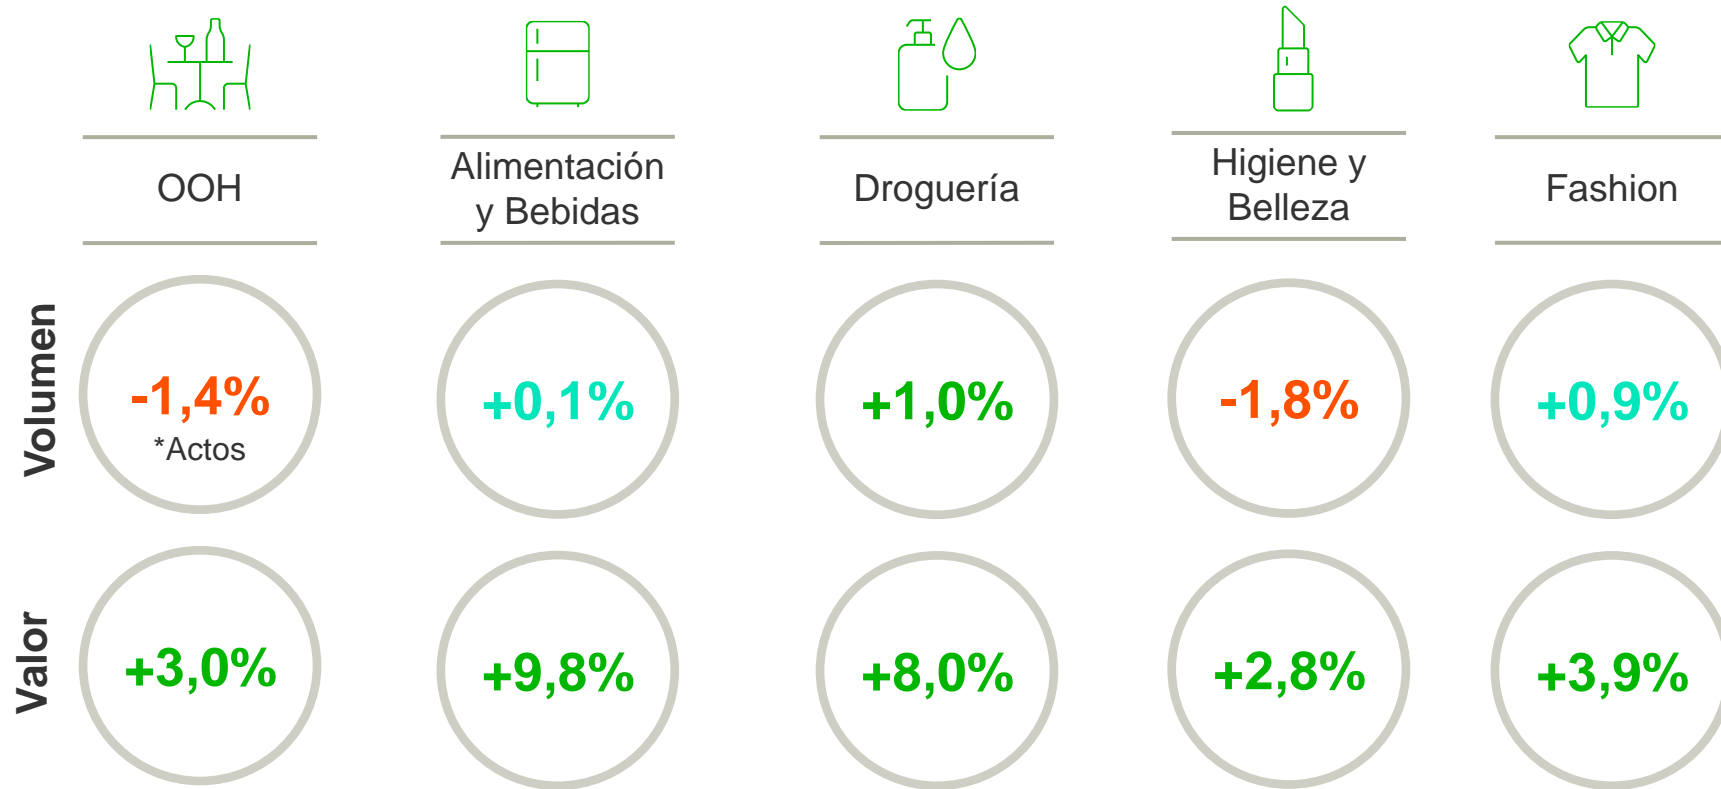 OOH
Alimentación
y Bebidas
Droguería
Higiene y
Belleza
Fashion
Volumen
-1,4%
*Actos
+0,1%
+1,0%
-1,8%
+0,9%
Valor
+3,0%
+9,8%
+8,0%
+2,8%
+3,9%